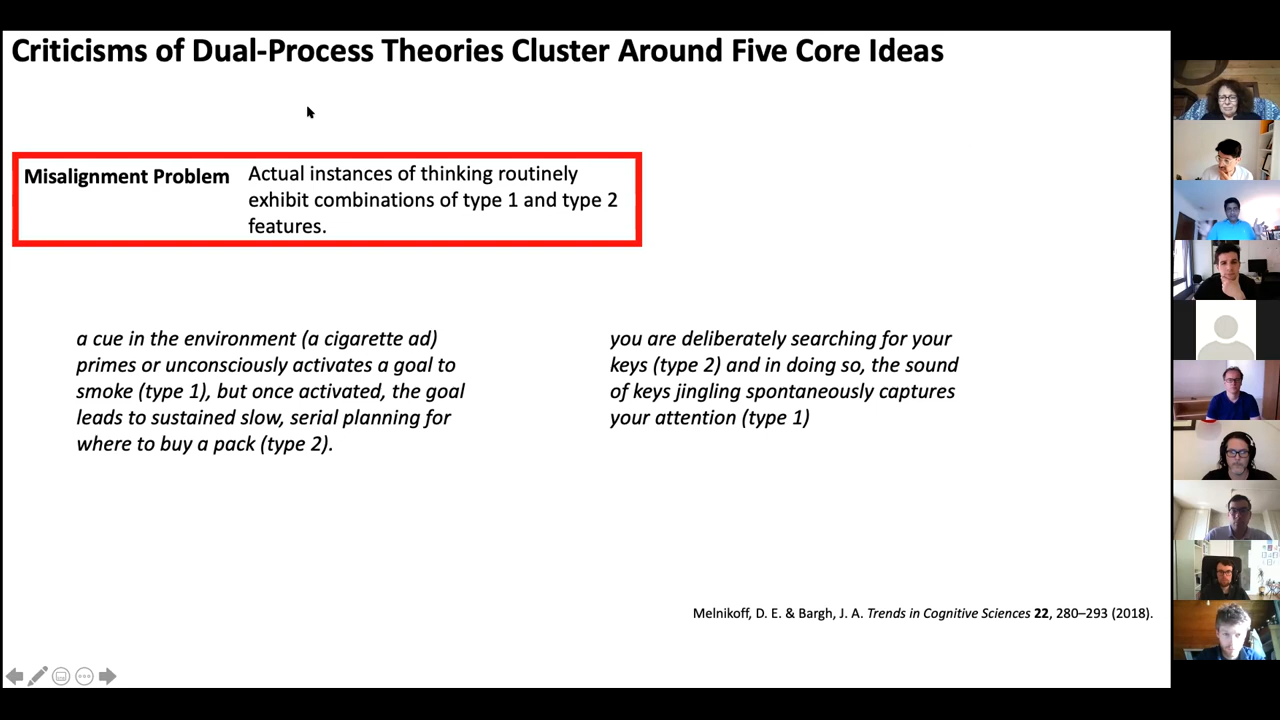 Criticisms of Dual-Process Theories Cluster Around Five Core Ideas
Misalignment Problem
Actual instances of thinking routinely
exhibit combinations of type 1 and type 2
features.
a cue in the environment (a cigarette ad)
primes or unconsciously activates a goal to
smoke (type 1), but once activated, the goal
leads to sustained slow, serial planning for
where to buy a pack (type 2).
you are deliberately searching for your
keys (type 2) and in doing so, the sound
of keys jingling spontaneously captures
your attention (type 1)
Melnikoff, D. E. & Bargh, J. A. Trends in Cognitive Sciences 22, 280–293 (2018).